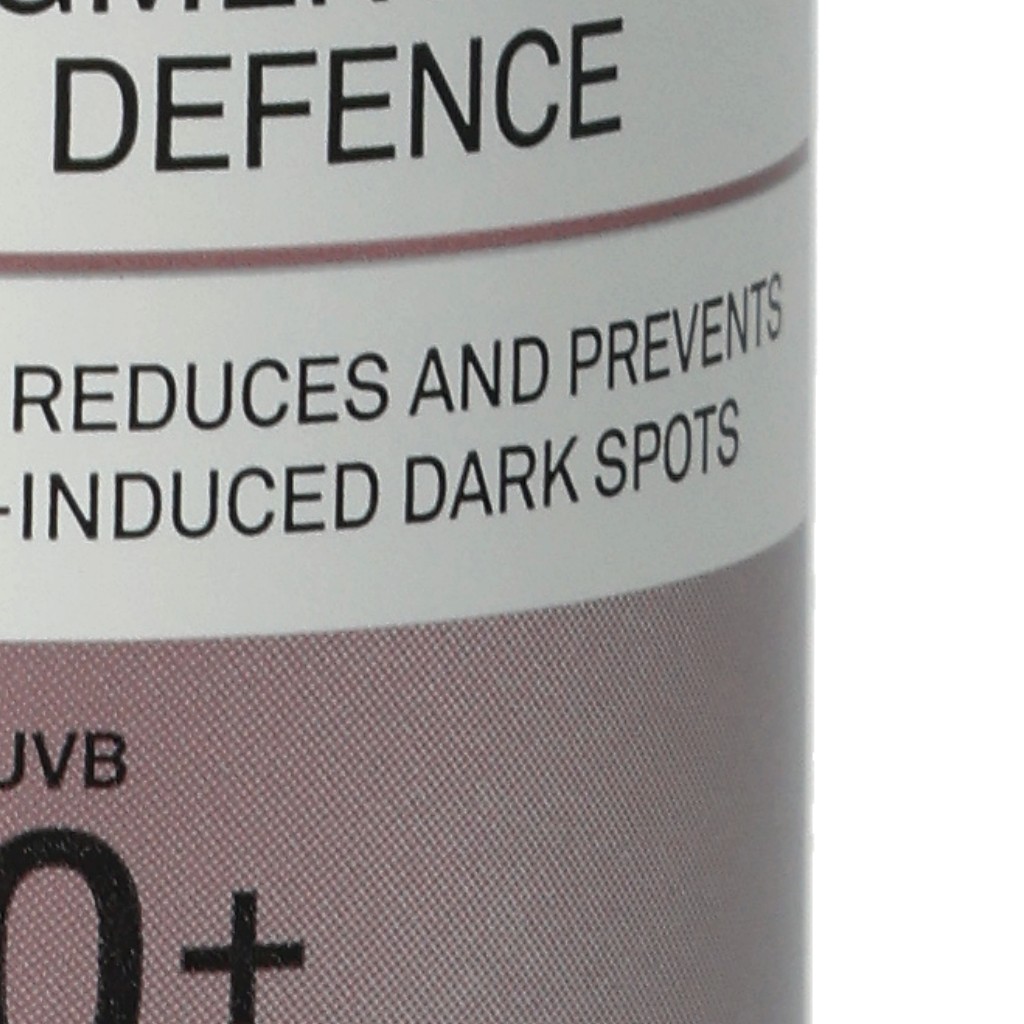 DEFENCE
REDUCES AND PREVENTS
-INDUCED DARK SPOTS
UVB
0+